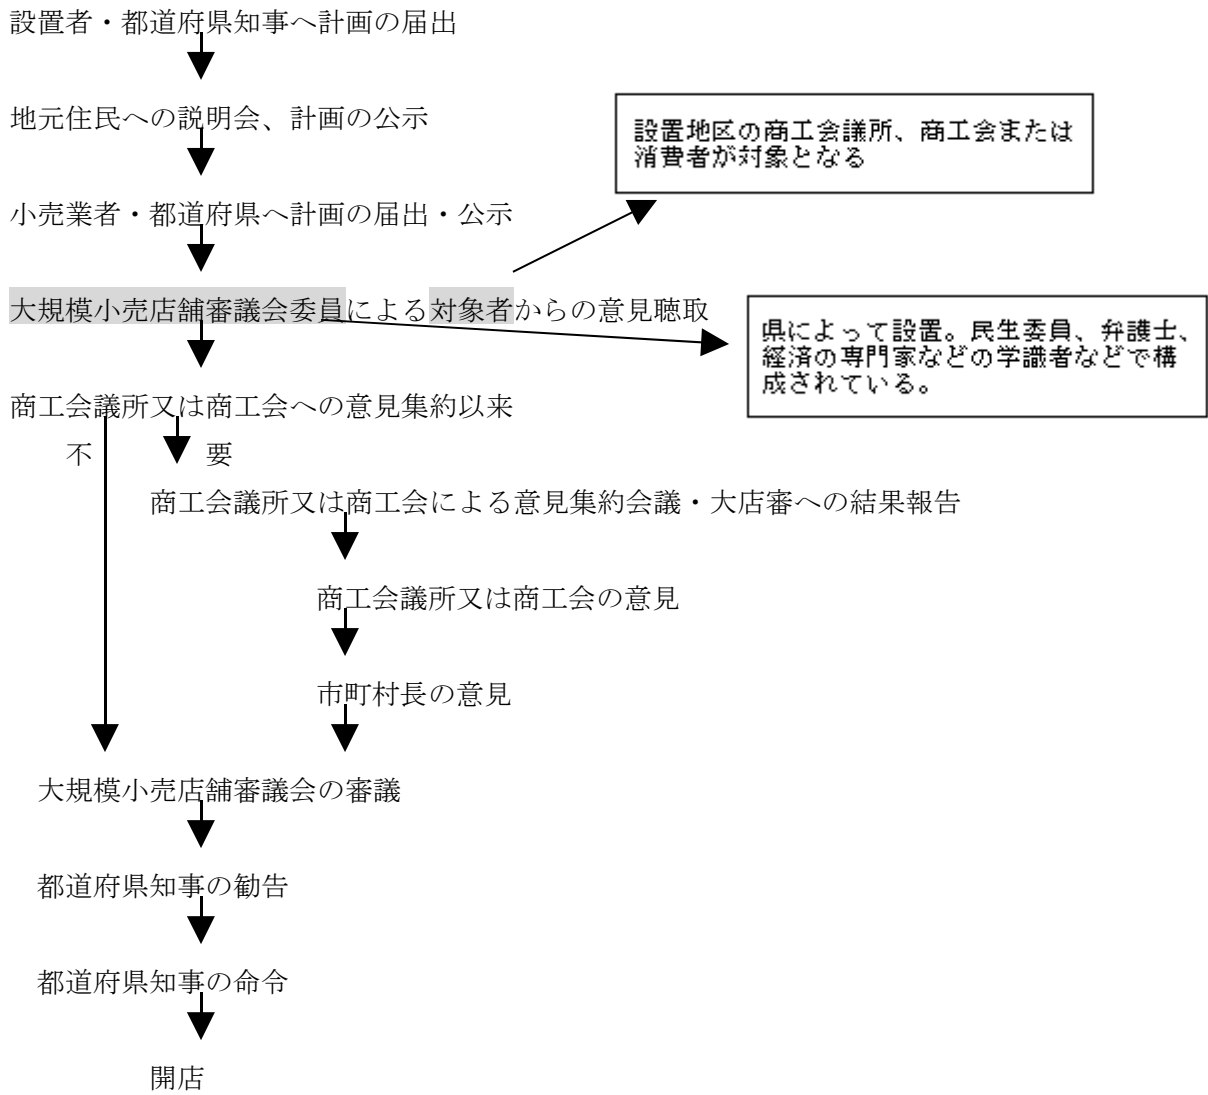 設置者・都道府県知事へ計画の届出
地元住民への説明会、計画の公示
設置地区の商工会議所、商工会または
消費者が対象となる
小売業者・都道府県へ計画の届出・公示
大規模小売店舗審議会委員による対象者からの意見聴取
県によって設置。民生委員、弁護士、
経済の専門家などの学識者などで構
成されている。
商工会議所又は商工会への意見集約以来
不 要
商工会議所又は商工会による意見集約会議・大店審への結果報告
商工会議所又は商工会の意見
市町村長の意見
大規模小売店舗審議会の審議
都道府県知事の勧告
都道府県知事の命令
開店